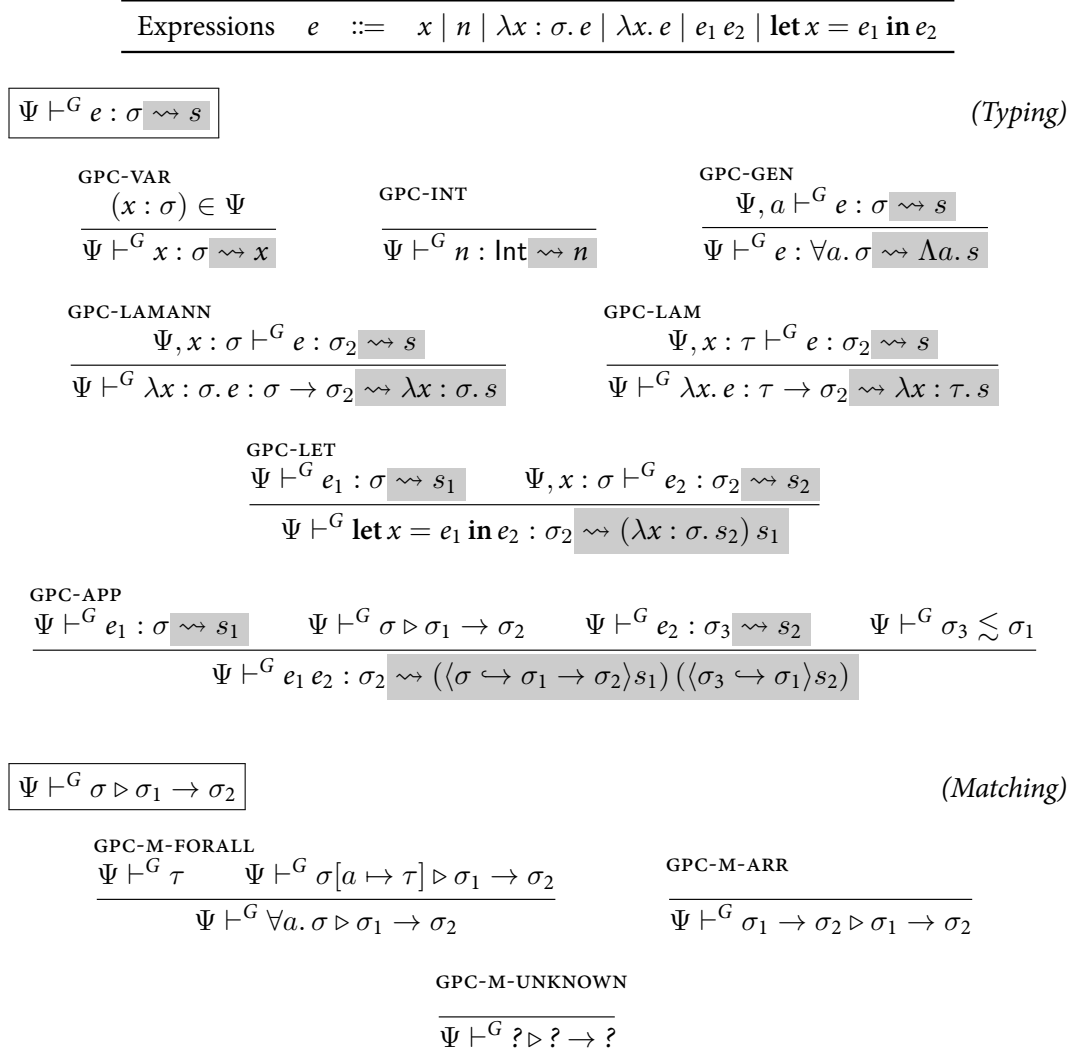 Expressions e ::= x | n | λx : σ. e | λx. e | e₁ e₂ | let x = e₁ in e₂
Ψ ⊢ᴳ e : σ ⇝ s (Typing)
GPC-VAR
(x : σ) ∈ Ψ
Ψ ⊢ᴳ x : σ ⇝ x
GPC-INT
Ψ ⊢ᴳ n : Int ⇝ n
GPC-GEN
Ψ, a ⊢ᴳ e : σ ⇝ s
Ψ ⊢ᴳ e : ∀a. σ ⇝ Λa. s
GPC-LAMANN
Ψ, x : σ ⊢ᴳ e : σ₂ ⇝ s
Ψ ⊢ᴳ λx : σ. e : σ → σ₂ ⇝ λx : σ. s
GPC-LAM
Ψ, x : τ ⊢ᴳ e : σ₂ ⇝ s
Ψ ⊢ᴳ λx. e : τ → σ₂ ⇝ λx : τ. s
GPC-LET
Ψ ⊢ᴳ e₁ : σ ⇝ s₁ Ψ, x : σ ⊢ᴳ e₂ : σ₂ ⇝ s₂
Ψ ⊢ᴳ let x = e₁ in e₂ : σ₂ ⇝ (λx : σ. s₂) s₁
GPC-APP
Ψ ⊢ᴳ e₁ : σ ⇝ s₁ Ψ ⊢ᴳ σ ▹ σ₁ → σ₂ Ψ ⊢ᴳ e₂ : σ₃ ⇝ s₂ Ψ ⊢ᴳ σ₃ ≲ σ₁
Ψ ⊢ᴳ e₁ e₂ : σ₂ ⇝ (⟨σ ↪ σ₁ → σ₂⟩s₁) (⟨σ₃ ↪ σ₁⟩s₂)
Ψ ⊢ᴳ σ ▹ σ₁ → σ₂ (Matching)
GPC-M-FORALL
Ψ ⊢ᴳ τ Ψ ⊢ᴳ σ[a ↦ τ] ▹ σ₁ → σ₂
Ψ ⊢ᴳ ∀a. σ ▹ σ₁ → σ₂
GPC-M-ARR
Ψ ⊢ᴳ σ₁ → σ₂ ▹ σ₁ → σ₂
GPC-M-UNKNOWN
Ψ ⊢ᴳ ? ▹ ? → ?